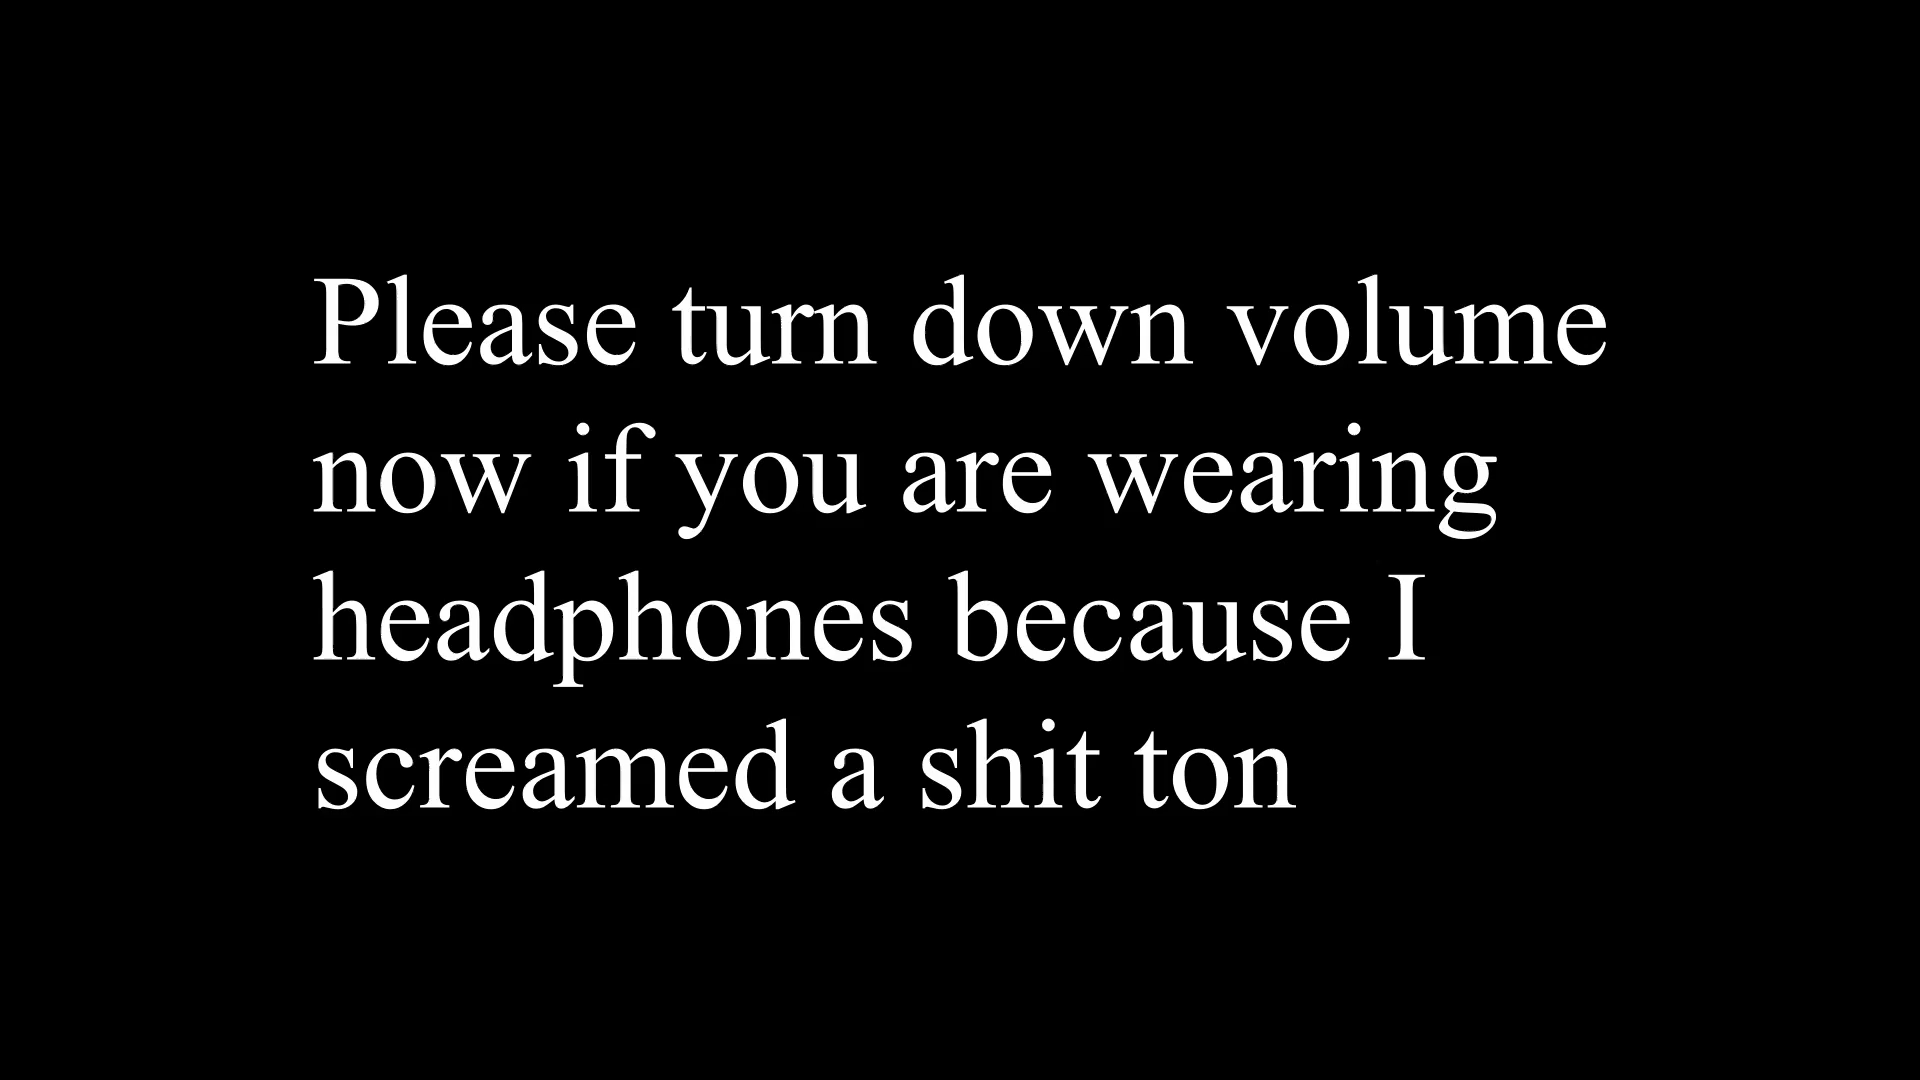 Please turn down volume
now if you are wearing
headphones because I
screamed a shit ton